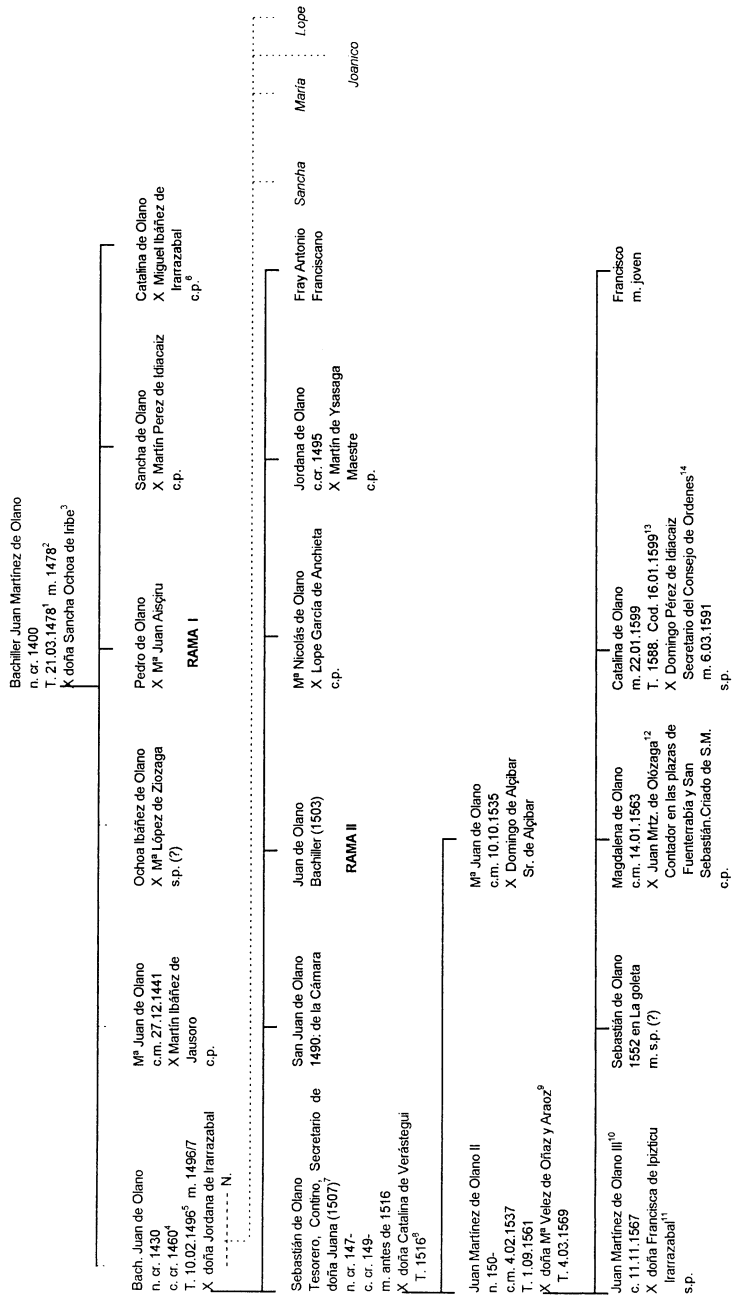 Bachiller Juan Martínez de Olano
n. cr. 1400
T. 21.03.1478¹ m. 1478²
X doña Sancha Ochoa de Iribe³
Bach. Juan de Olano
n. cr. 1430
c. cr. 1460⁴
T. 10.02.1496⁵ m. 1496/7
X doña Jordana de Irarrazabal
N.
Mª Juan de Olano
c.m. 27.12.1441
X Martín Ibáñez de
Jausoro
c.p.
Ochoa Ibáñez de Olano
X Mª Lopez de Ziozaga
s.p. (?)
Pedro de Olano
X Mª Juan Aisçiru
RAMA I
Sancha de Olano
X Martín Perez de Idiacaiz
c.p.
Catalina de Olano
X Miguel Ibáñez de
Irarrazabal
c.p.⁶
Sebastián de Olano
Tesorero, Contino, Secretario de
doña Juana (1507)⁷
n. cr. 147-
c. cr. 149-
m. antes de 1516
X doña Catalina de Verástegui
T. 1516⁸
San Juan de Olano
1490: de la Cámara
Juan de Olano
Bachiller (1503)
RAMA II
Mª Nicolás de Olano
X Lope García de Anchieta
c.p.
Jordana de Olano
c.cr. 1495
X Martín de Ysasaga
Maestre
c.p.
Fray Antonio
Franciscano
Sancha
María
Joanico
Lope
Juan Martínez de Olano II
n. 150-
c.m. 4.02.1537
T. 1.09.1561
X doña Mª Velez de Oñaz y Araoz⁹
T. 4.03.1569
Mª Juan de Olano
c.m. 10.10.1535
X Domingo de Alçibar
Sr. de Alçibar
Juan Martínez de Olano III¹⁰
c. 11.11.1567
X doña Francisca de Ipizticu
Irarrazabal¹¹
s.p.
Sebastián de Olano
1552 en La goleta
m. s.p. (?)
Magdalena de Olano
c.m. 14.01.1563
X Juan Mrtz. de Olózaga¹²
Contador en las plazas de
Fuenterrabía y San
Sebastián.Criado de S.M.
c.p.
Catalina de Olano
m. 22.01.1599
T. 1588. Cod. 16.01.1599¹³
X Domingo Pérez de Idiacaiz
Secretario del Consejo de Ordenes¹⁴
m. 6.03.1591
s.p.
Francisco
m. joven